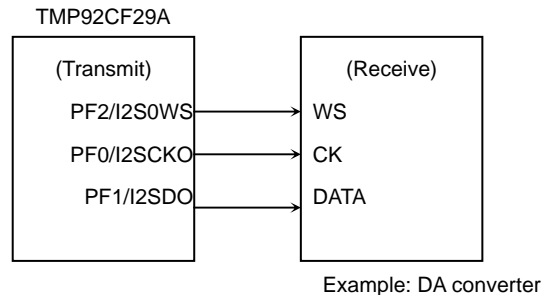 TMP92CF29A
(Transmit)
(Receive)
PF2/I2S0WS
WS
PF0/I2SCKO
CK
PF1/I2SDO
DATA
Example: DA converter